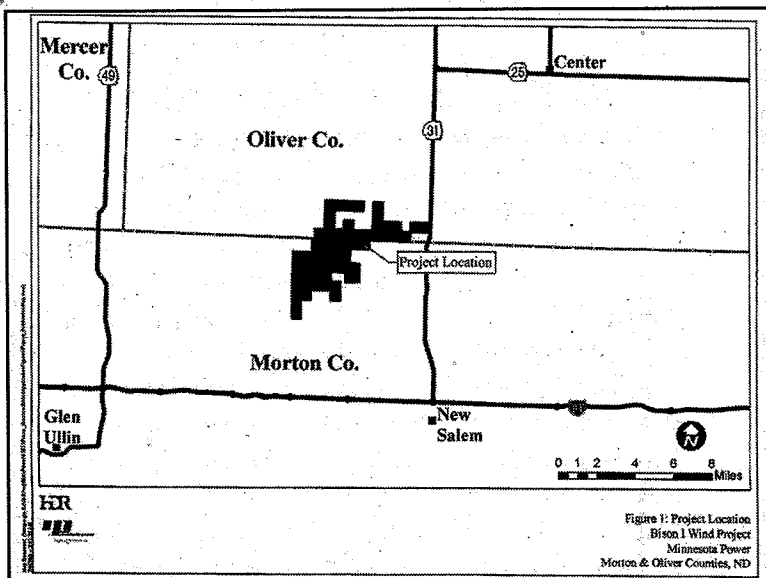 Mercer
Co.
49
Center
25
31
Oliver Co.
Project Location
Morton Co.
Glen
Ullin
New
Salem
N
0 1 2 4 6 8
Miles
HDR
Figure 1: Project Location
Bison 1 Wind Project
Minnesota Power
Morton & Oliver Counties, ND